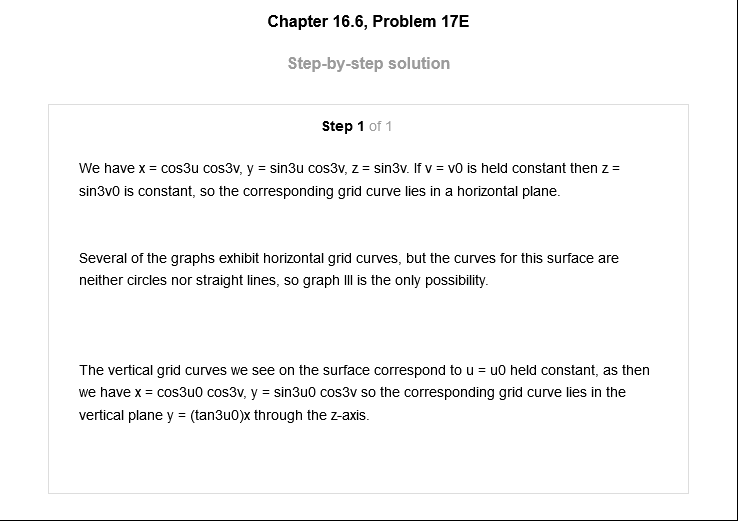 Chapter 16.6, Problem 17E
Step-by-step solution
Step 1 of 1
We have x = cos3u cos3v, y = sin3u cos3v, z = sin3v. If v = v0 is held constant then z =
sin3v0 is constant, so the corresponding grid curve lies in a horizontal plane.
Several of the graphs exhibit horizontal grid curves, but the curves for this surface are
neither circles nor straight lines, so graph III is the only possibility.
The vertical grid curves we see on the surface correspond to u = u0 held constant, as then
we have x = cos3u0 cos3v, y = sin3u0 cos3v so the corresponding grid curve lies in the
vertical plane y = (tan3u0)x through the z-axis.